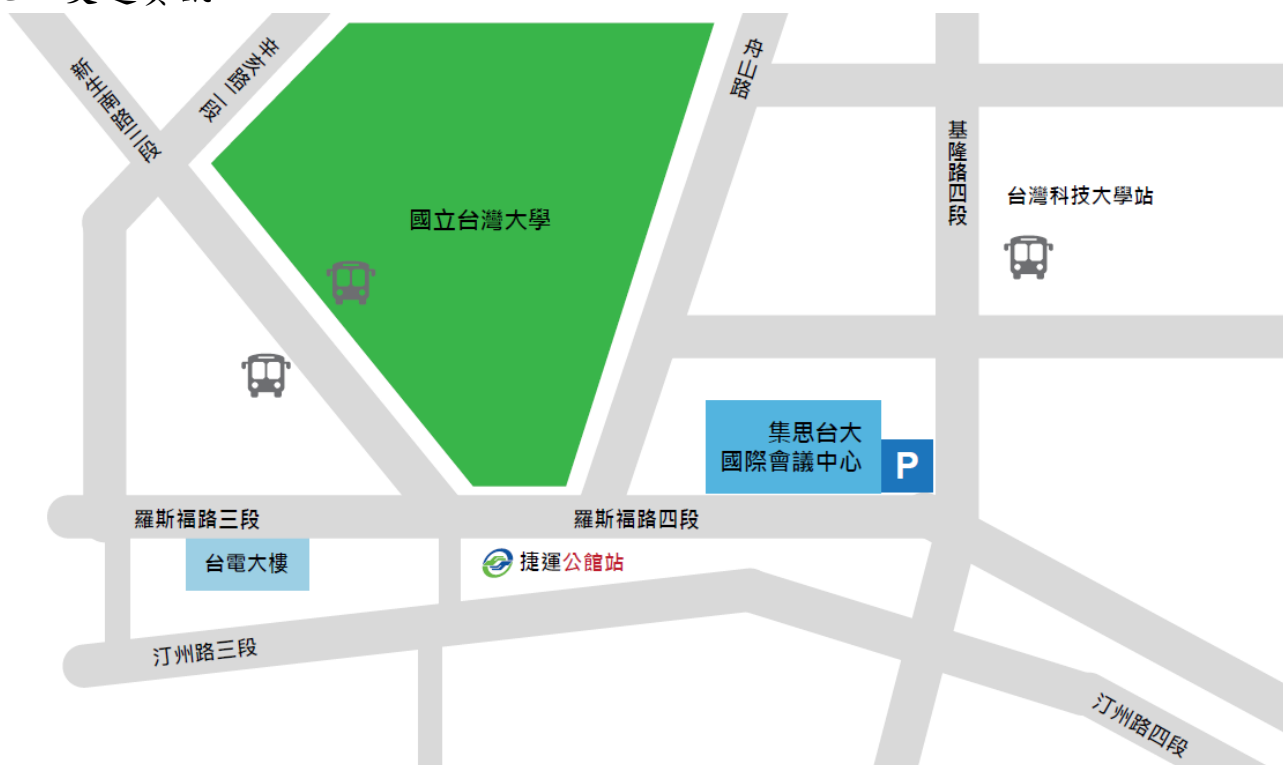 辛亥路二段
新生南路三段
舟山路
基隆路四段
台灣科技大學站
國立台灣大學
集思台大
國際會議中心
P
羅斯福路三段
羅斯福路四段
台電大樓
捷運公館站
汀州路三段
汀州路四段